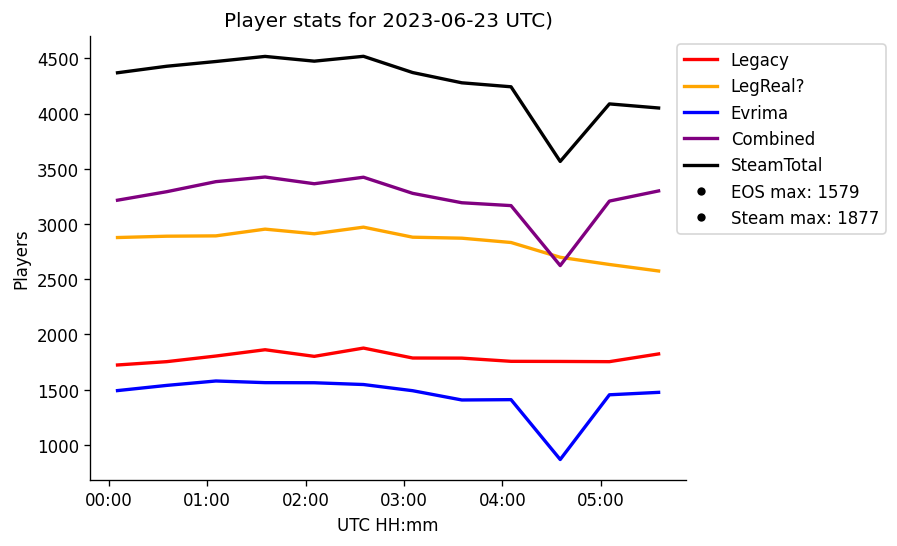 Player stats for 2023-06-23 UTC)
4500
4000
3500
3000
2500
2000
1500
1000
Players
00:00 01:00 02:00 03:00 04:00 05:00
UTC HH:mm
Legacy
LegReal?
Evrima
Combined
SteamTotal
EOS max: 1579
Steam max: 1877